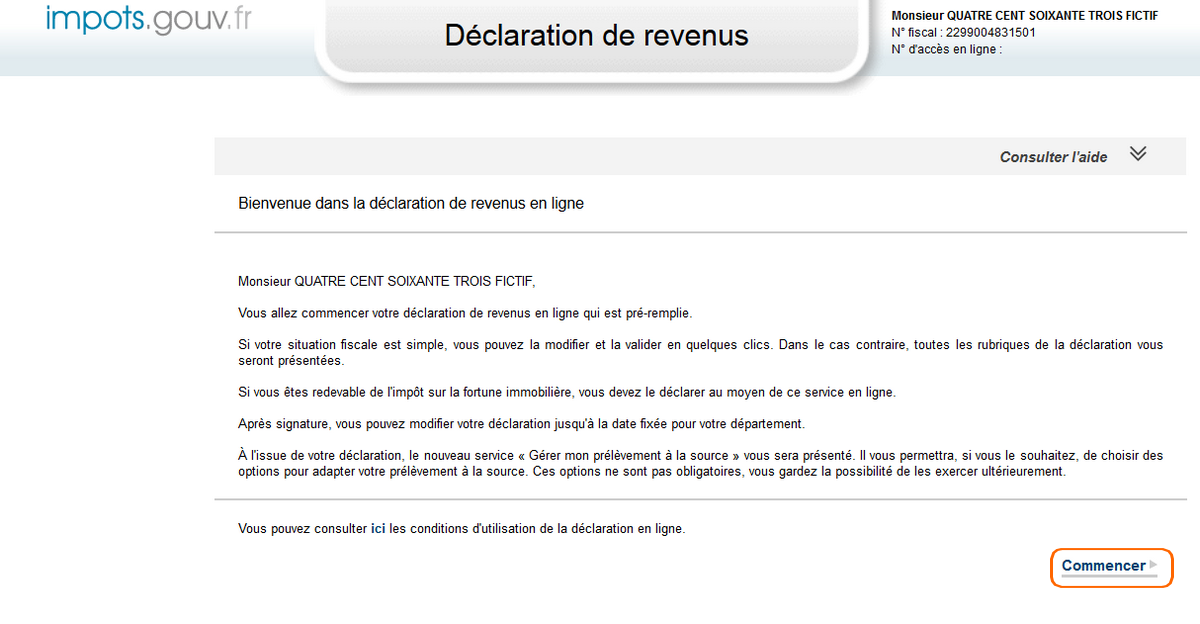 impots.gouv.fr
Déclaration de revenus
Monsieur QUATRE CENT SOIXANTE TROIS FICTIF
N° fiscal : 2299004831501
N° d'accès en ligne :
Consulter l'aide
Bienvenue dans la déclaration de revenus en ligne
Monsieur QUATRE CENT SOIXANTE TROIS FICTIF,
Vous allez commencer votre déclaration de revenus en ligne qui est pré-remplie.
Si votre situation fiscale est simple, vous pouvez la modifier et la valider en quelques clics. Dans le cas contraire, toutes les rubriques de la déclaration vous
seront présentées.
Si vous êtes redevable de l'impôt sur la fortune immobilière, vous devez le déclarer au moyen de ce service en ligne.
Après signature, vous pouvez modifier votre déclaration jusqu'à la date fixée pour votre département.
À l'issue de votre déclaration, le nouveau service « Gérer mon prélèvement à la source » vous sera présenté. Il vous permettra, si vous le souhaitez, de choisir des
options pour adapter votre prélèvement à la source. Ces options ne sont pas obligatoires, vous gardez la possibilité de les exercer ultérieurement.
Vous pouvez consulter ici les conditions d'utilisation de la déclaration en ligne.
Commencer